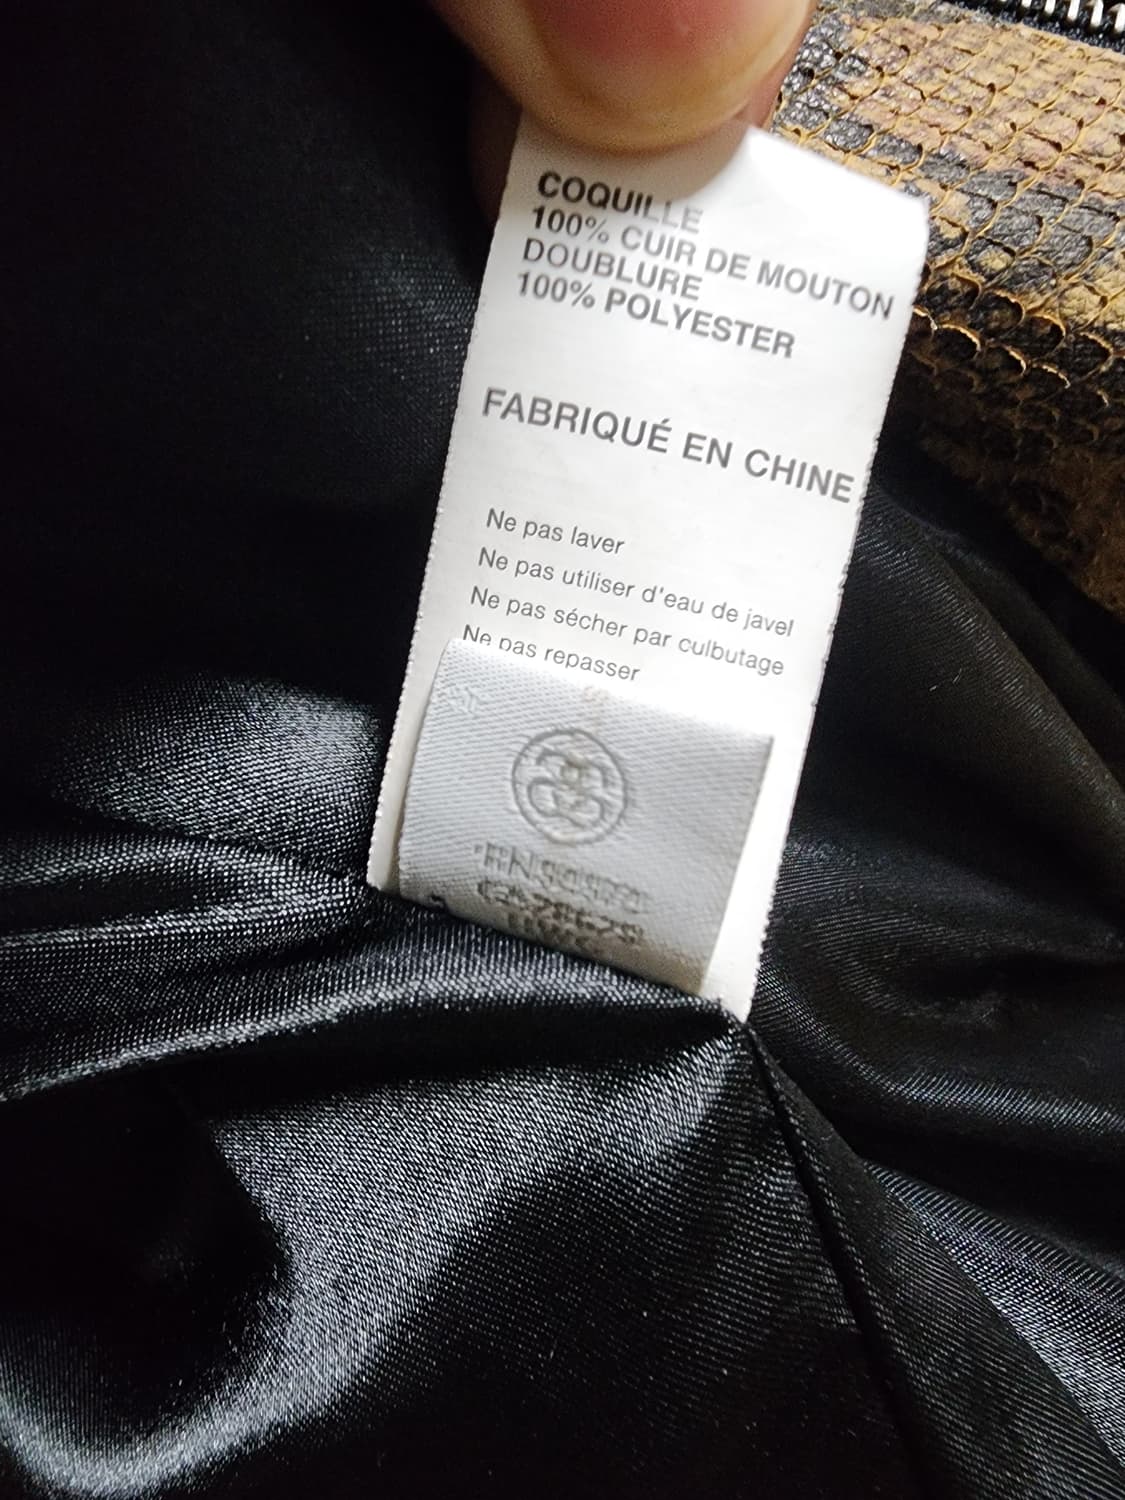 COQUILLE
100% CUIR DE MOUTON
DOUBLURE
100% POLYESTER
FABRIQUÉ EN CHINE
Ne pas laver
Ne pas utiliser d'eau de javel
Ne pas sécher par culbutage
Ne pas repasser